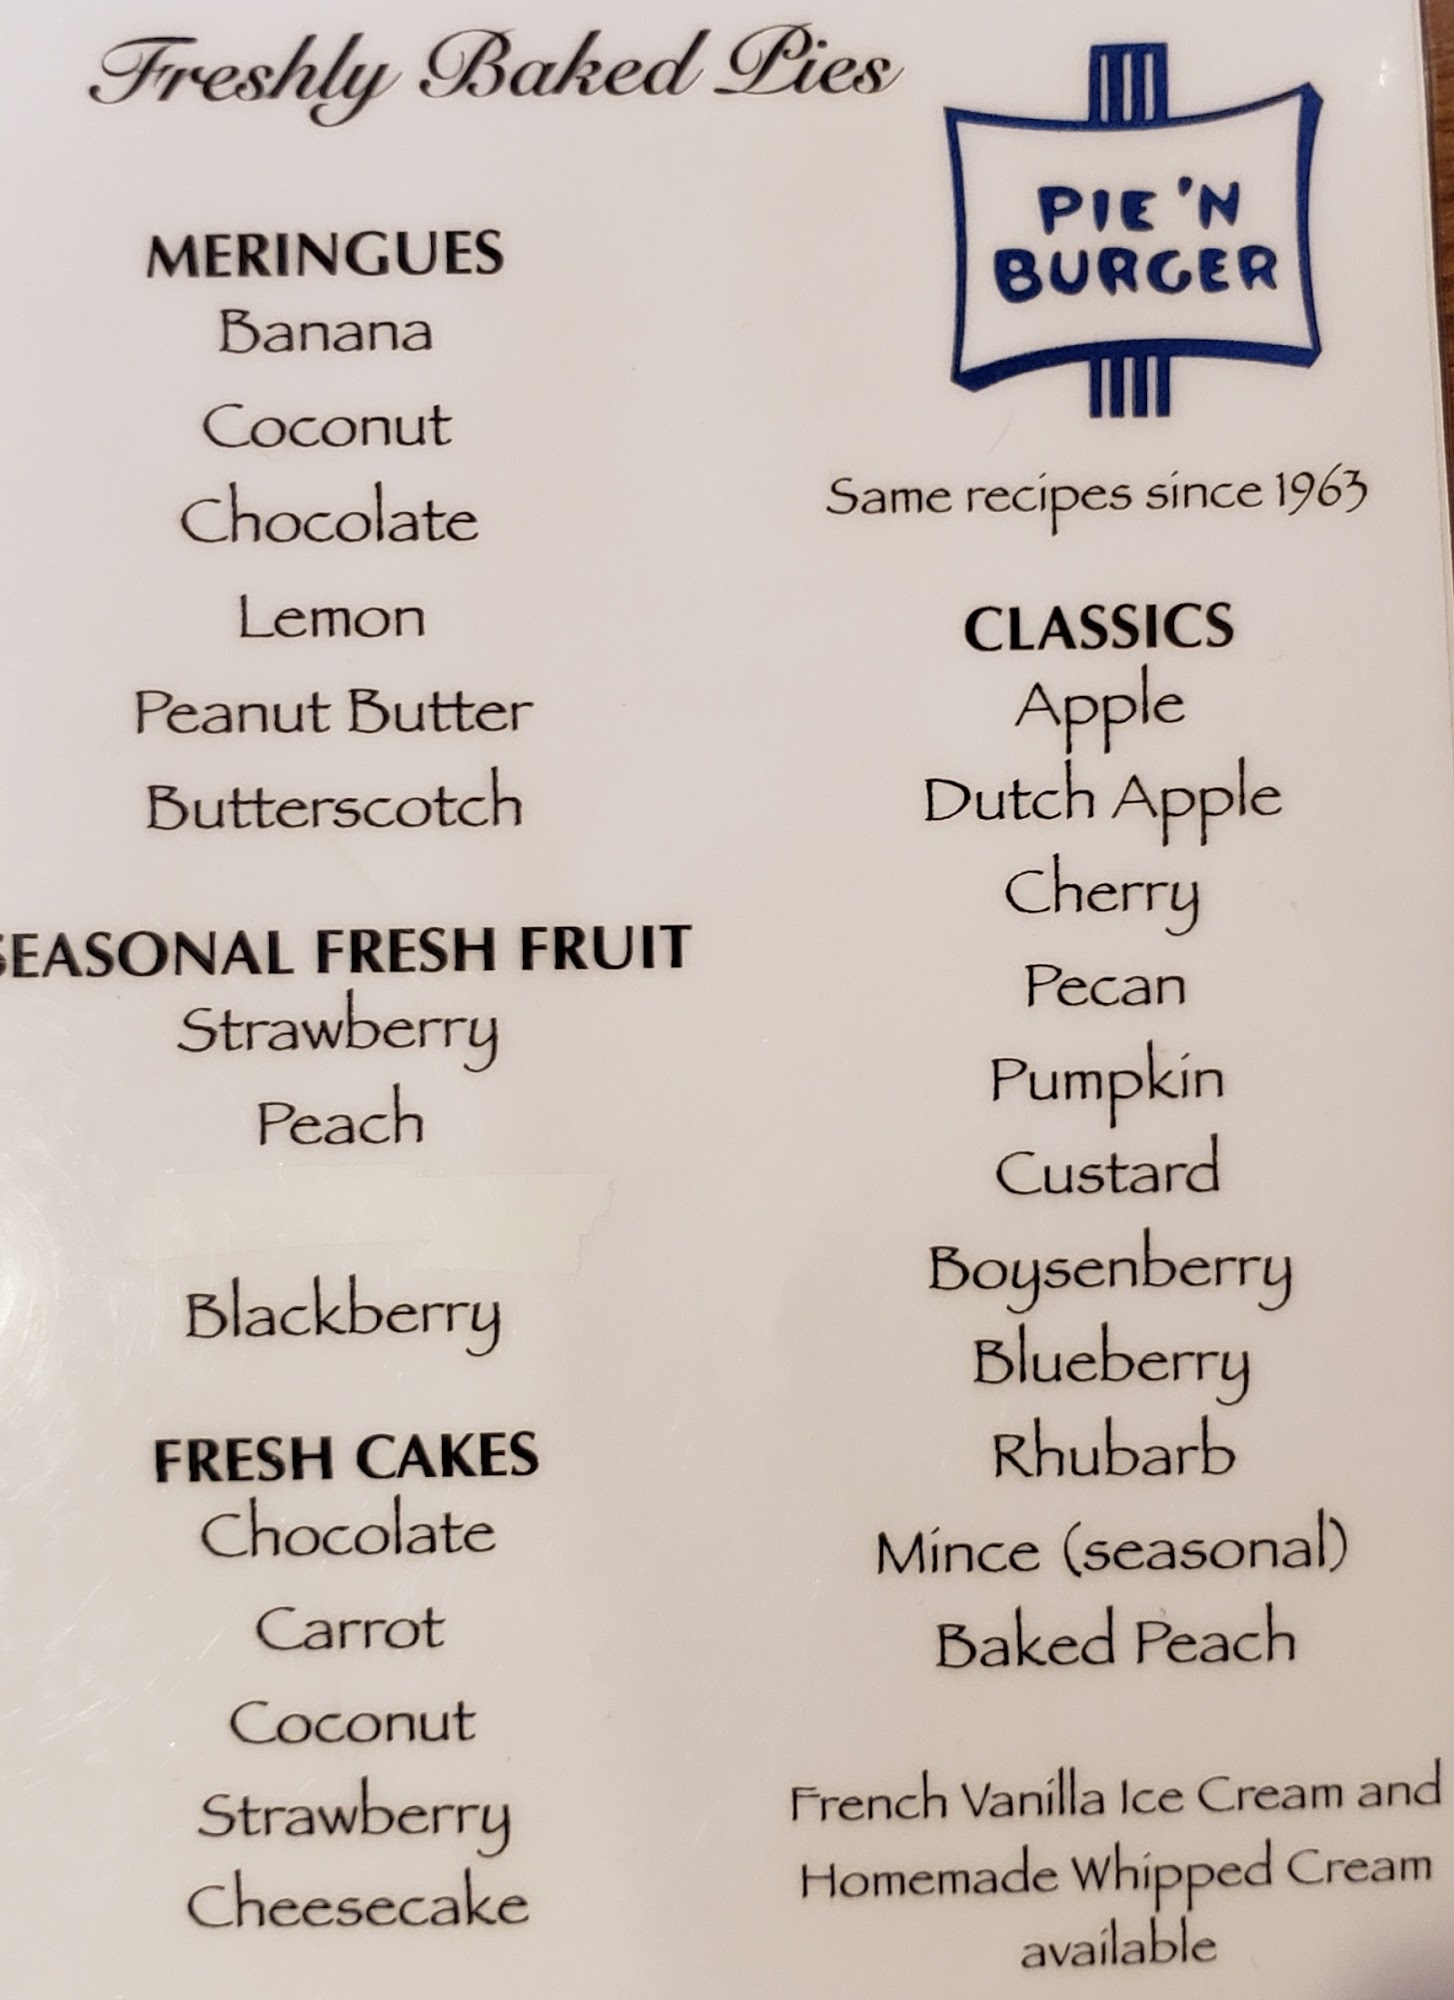 Freshly Baked Pies
MERINGUES
Banana
Coconut
Chocolate
Lemon
Peanut Butter
Butterscotch
SEASONAL FRESH FRUIT
Strawberry
Peach
Blackberry
FRESH CAKES
Chocolate
Carrot
Coconut
Strawberry
Cheesecake
PIE 'N
BURGER
Same recipes since 1963
CLASSICS
Apple
Dutch Apple
Cherry
Pecan
Pumpkin
Custard
Boysenberry
Blueberry
Rhubarb
Mince (seasonal)
Baked Peach
French Vanilla Ice Cream and
Homemade Whipped Cream
available